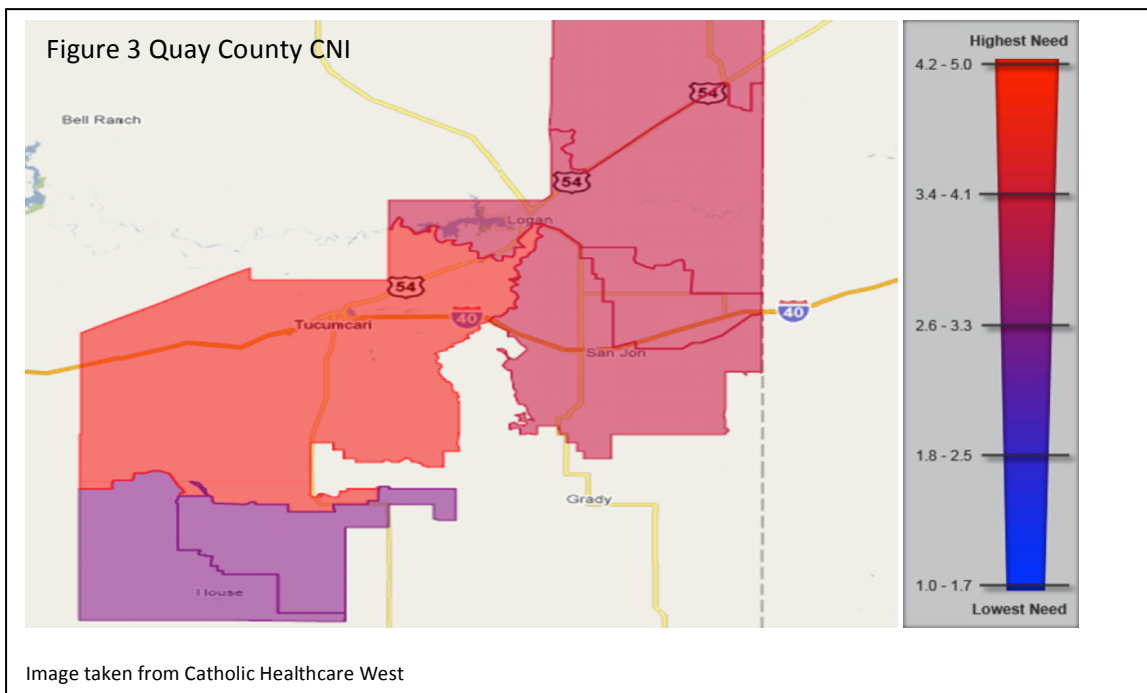 Figure 3 Quay County CNI
Bell Ranch
54
54
Logan
54
Tucumcari
40
40
San Jon
Grady
House
Highest Need
4.2 - 5.0
3.4 - 4.1
2.6 - 3.3
1.8 - 2.5
1.0 - 1.7
Lowest Need
Image taken from Catholic Healthcare West